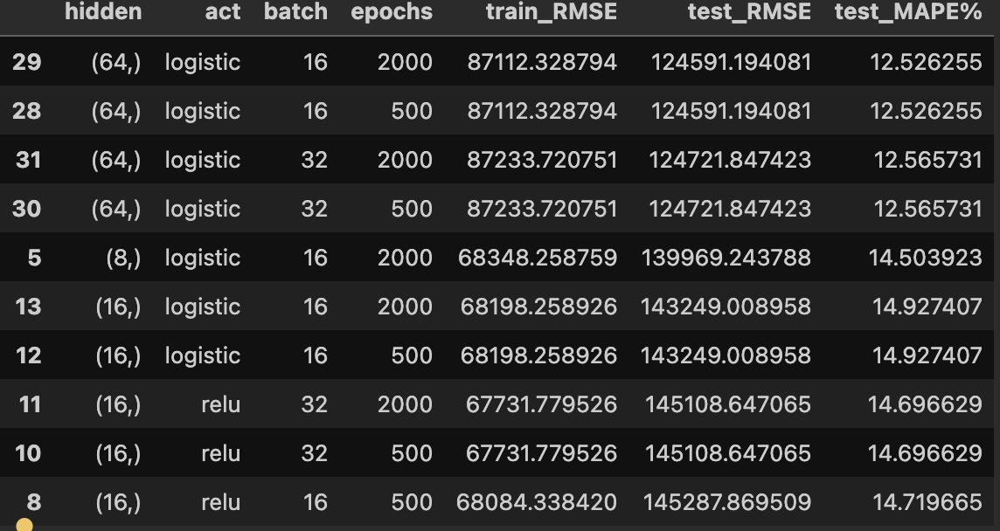 hidden act batch epochs train_RMSE test_RMSE test_MAPE%
29 (64,) logistic 16 2000 87112.328794 124591.194081 12.526255
28 (64,) logistic 16 500 87112.328794 124591.194081 12.526255
31 (64,) logistic 32 2000 87233.720751 124721.847423 12.565731
30 (64,) logistic 32 500 87233.720751 124721.847423 12.565731
5 (8,) logistic 16 2000 68348.258759 139969.243788 14.503923
13 (16,) logistic 16 2000 68198.258926 143249.008958 14.927407
12 (16,) logistic 16 500 68198.258926 143249.008958 14.927407
11 (16,) relu 32 2000 67731.779526 145108.647065 14.696629
10 (16,) relu 32 500 67731.779526 145108.647065 14.696629
8 (16,) relu 16 500 68084.338420 145287.869509 14.719665